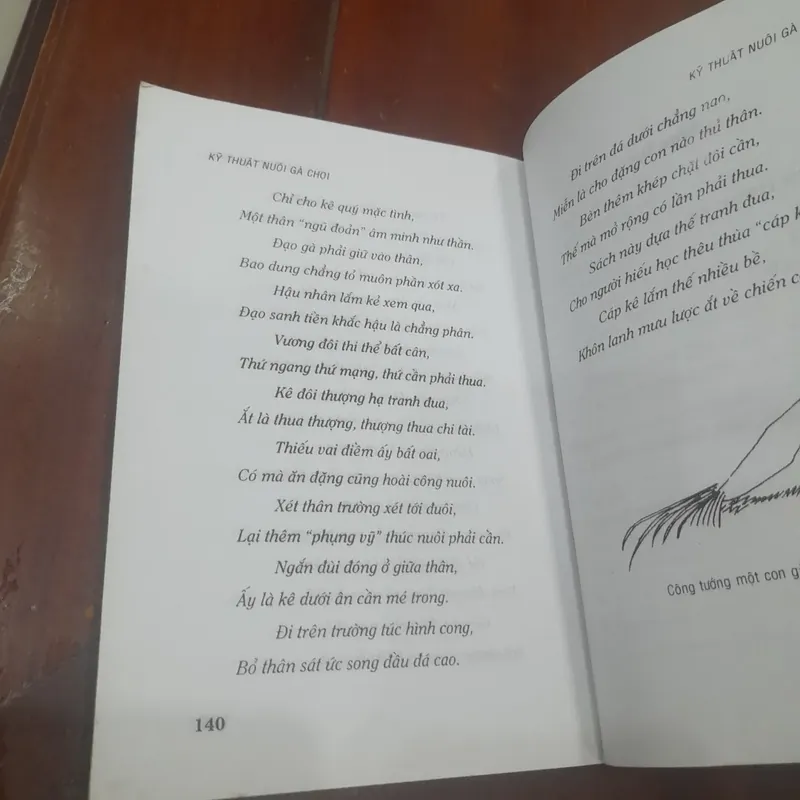 KỸ THUẬT NUÔI GÀ CHỌI
Chỉ cho kê quý mặc tình,
Một thân “ngũ đoản” âm minh như thần.
Đạo gà phải giữ vào thân,
Bao dung chẳng tổ muôn phần xót xa.
Hậu nhân lắm kẻ xem qua,
Đạo sanh tiền khắc hậu là chẳng phân.
Vương đôi thi thể bất cân,
Thứ ngang thứ mạng, thứ cần phải thua.
Kê đôi thượng hạ tranh đua,
Ắt là thua thượng, thượng thua chi tài.
Thiếu vai điềm ấy bất oai,
Có mà ăn đặng cũng hoài công nuôi.
Xét thân trường xét tới đuôi,
Lại thêm “phụng vỹ” thúc nuôi phải cần.
Ngắn đùi đóng ở giữa thân,
Ấy là kê dưới ân cần mé trong.
Đi trên trường túc hình cong,
Bỏ thân sát ức song đầu đá cao.
140
KỸ THUẬT NUÔI GÀ
Đi trên đá dưới chẳng nao,
Miễn là cho đặng con nào thủ thân.
Bèn thêm khép chặt đôi cần,
Thế mà mở rộng có lần phải thua.
Sách này dựa thế tranh đua,
Cho người hiếu học thêu thùa “cáp k
Cáp kê lắm thế nhiều bề,
Khôn lanh mưu lược ắt về chiến c
Công tưởng một con g